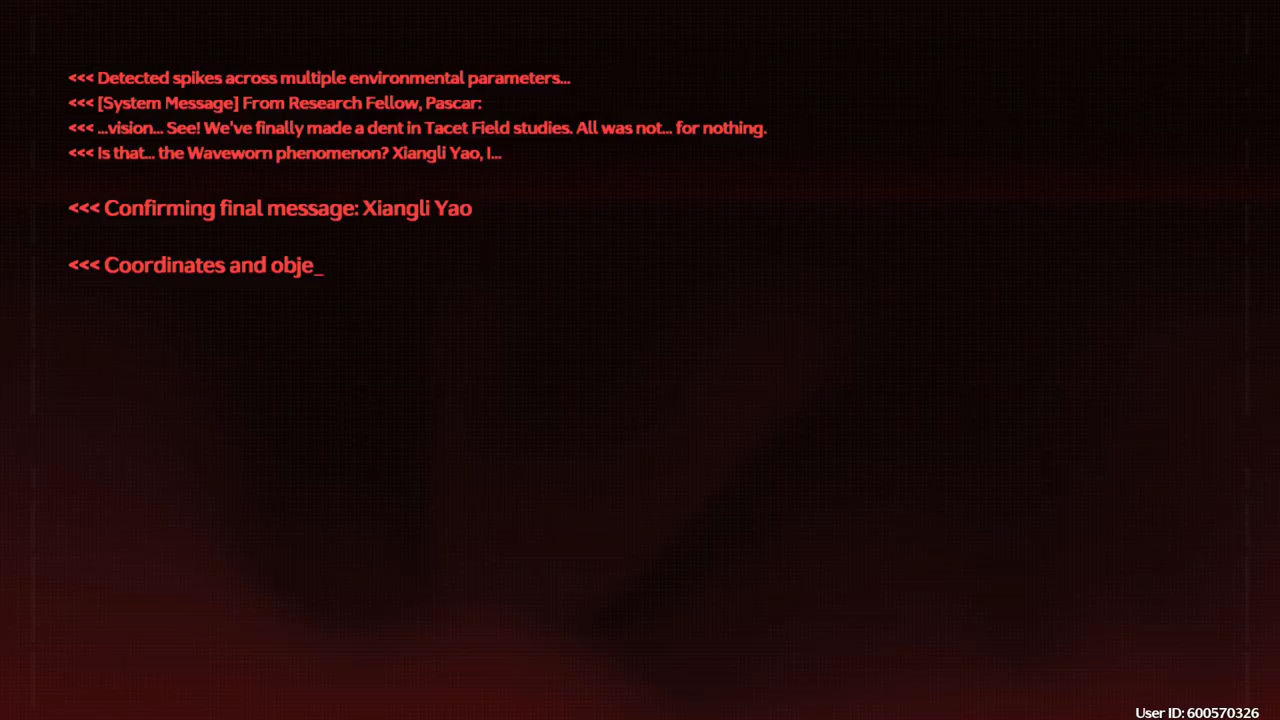 <<< Detected spikes across multiple environmental parameters...
<<< [System Message] From Research Fellow, Pascar:
<<< ...vision... See! We've finally made a dent in Tacet Field studies. All was not... for nothing.
<<< Is that... the Waveworn phenomenon? Xiangli Yao, I...
<<< Confirming final message: Xiangli Yao
<<< Coordinates and obje_
User ID: 600570326